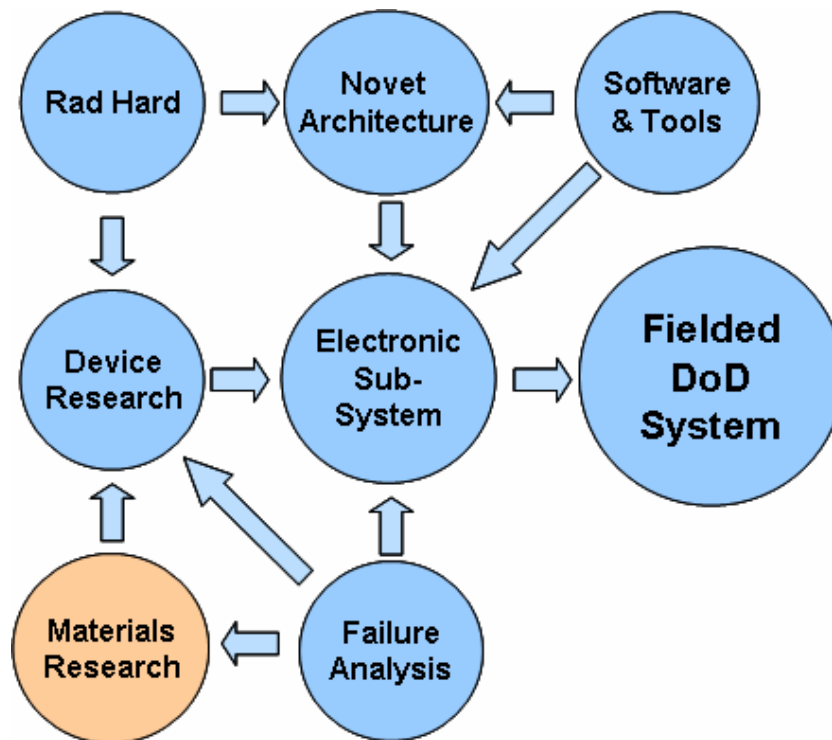 Rad Hard
Novet
Architecture
Software
& Tools
Device
Research
Electronic
Sub-
System
Fielded
DoD
System
Materials
Research
Failure
Analysis